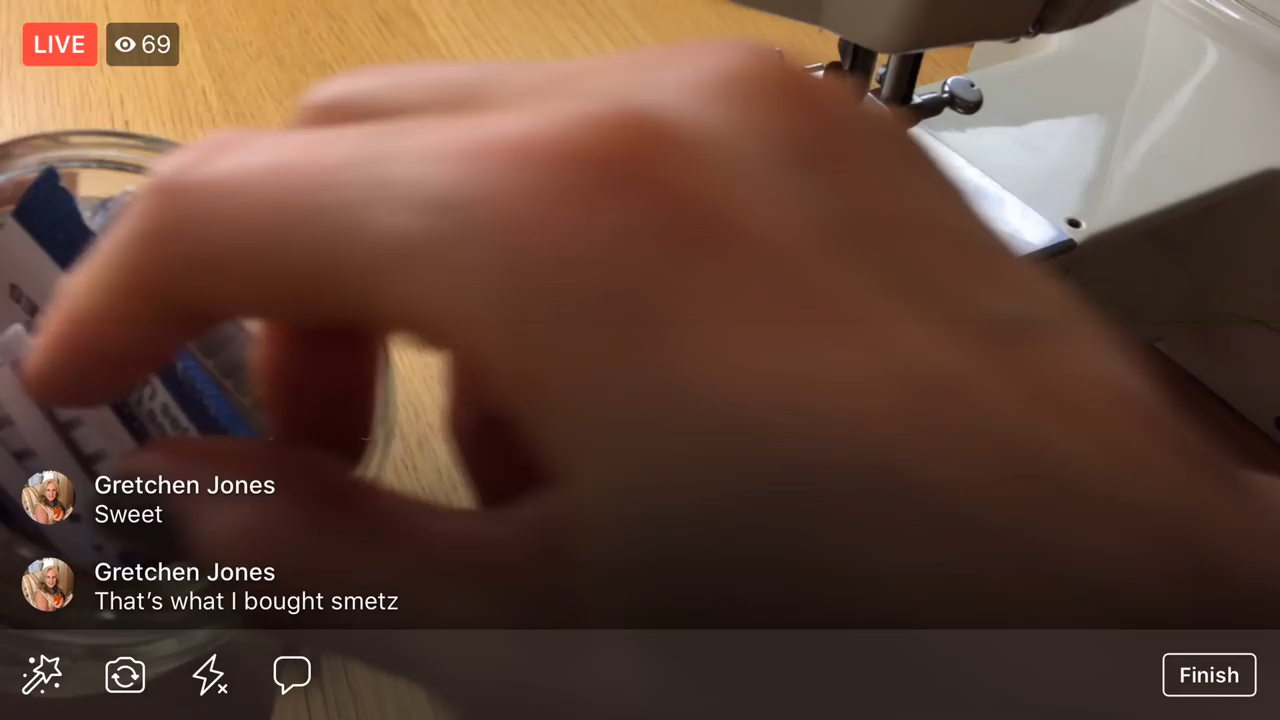 LIVE
69
Gretchen Jones
Sweet
Gretchen Jones
That's what I bought smetz
Finish